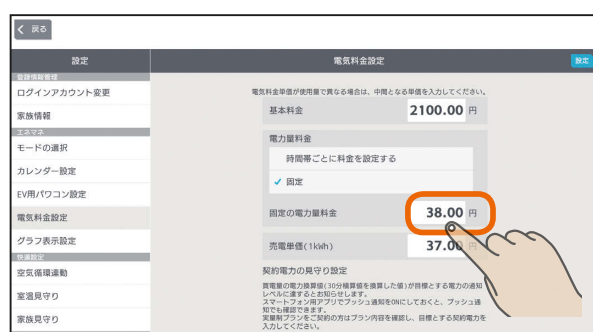 戻る
設定
電気料金設定
設定
登録情報管理
ログインアカウント変更
家族情報
エネマネ
モードの選択
カレンダー設定
EV用パワコン設定
電気料金設定
グラフ表示設定
快適設定
空気循環連動
室温見守り
家族見守り
電気料金単価が使用量で異なる場合は、中間となる単価を入力してください。
基本料金 2100.00 円
電力量料金
時間帯ごとに料金を設定する
固定
固定の電力量料金 38.00 円
売電単価(1kWh) 37.00
契約電力の見守り設定
買電量の電力換算値(30分積算値を換算した値)が目標とする電力の通知
レベルに達するとお知らせします。
スマートフォン用アプリでプッシュ通知をONにしておくと、プッシュ通
知でも確認できます。
実量制プランをご契約の方はプラン内容を確認し、目標とする契約電力を
入力してください。